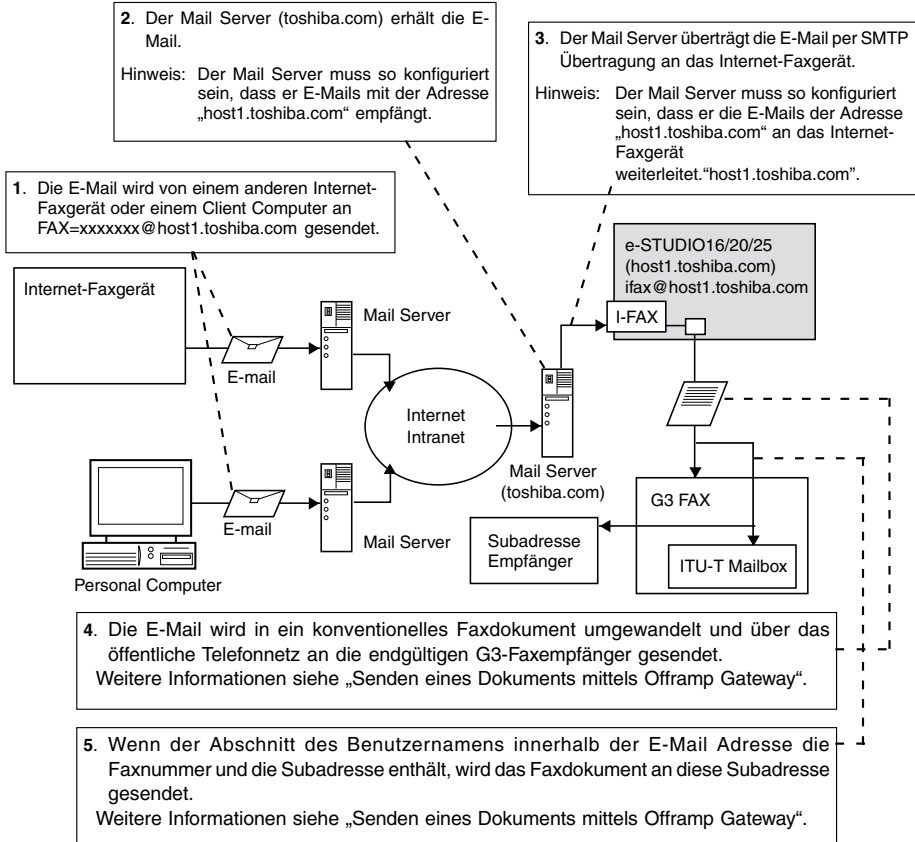 2. Der Mail Server (toshiba.com) erhält die E-
Mail.
Hinweis: Der Mail Server muss so konfiguriert
sein, dass er E-Mails mit der Adresse
„host1.toshiba.com“ empfängt.
3. Der Mail Server überträgt die E-Mail per SMTP
Übertragung an das Internet-Faxgerät.
Hinweis: Der Mail Server muss so konfiguriert
sein, dass er die E-Mails der Adresse
„host1.toshiba.com“ an das Internet-
Faxgerät
weiterleitet.“host1.toshiba.com”.
1. Die E-Mail wird von einem anderen Internet-
Faxgerät oder einem Client Computer an
FAX=xxxxxxx@host1.toshiba.com gesendet.
e-STUDIO16/20/25
(host1.toshiba.com)
ifax@host1.toshiba.com
I-FAX
Internet-Faxgerät
E-mail
Mail Server
Internet
Intranet
Mail Server
(toshiba.com)
G3 FAX
ITU-T Mailbox
Subadresse
Empfänger
E-mail
Mail Server
Personal Computer
4. Die E-Mail wird in ein konventionelles Faxdokument umgewandelt und über das
öffentliche Telefonnetz an die endgültigen G3-Faxempfänger gesendet.
Weitere Informationen siehe „Senden eines Dokuments mittels Offramp Gateway“.
5. Wenn der Abschnitt des Benutzernamens innerhalb der E-Mail Adresse die
Faxnummer und die Subadresse enthält, wird das Faxdokument an diese Subadresse
gesendet.
Weitere Informationen siehe „Senden eines Dokuments mittels Offramp Gateway“.